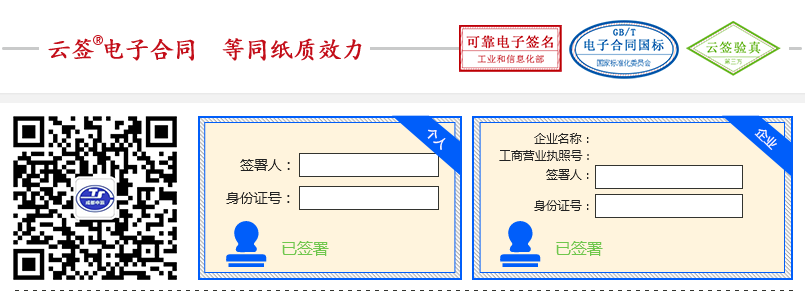 云签®电子合同 等同纸质效力
可靠电子签名
工业和信息化部
GB/T
电子合同国标
国家标准化委员会
云签验真
第三方
TS
个人
签署人：
身份证号：
已签署
企业
企业名称：
工商营业执照号：
签署人：
身份证号：
已签署